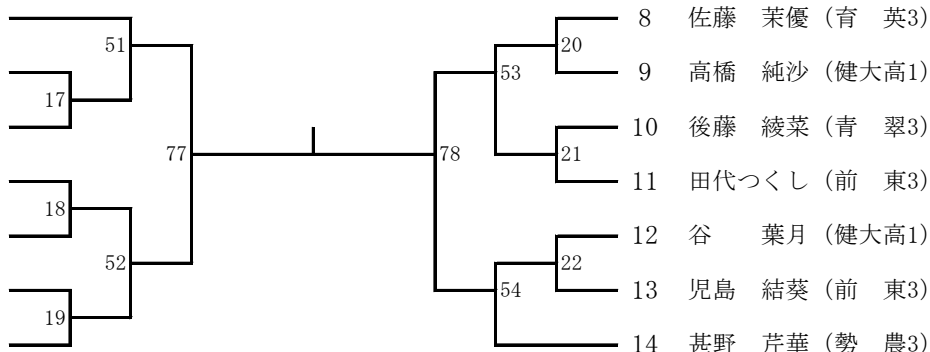 8 佐藤 茉優（育 英3）
51
20
53
9 高橋 純沙（健大高1）
17
10 後藤 綾菜（青 翠3）
77
78
21
11 田代つくし（前 東3）
18
12 谷 葉月（健大高1）
52
22
54
13 児島 結葵（前 東3）
19
14 甚野 芹華（勢 農3）